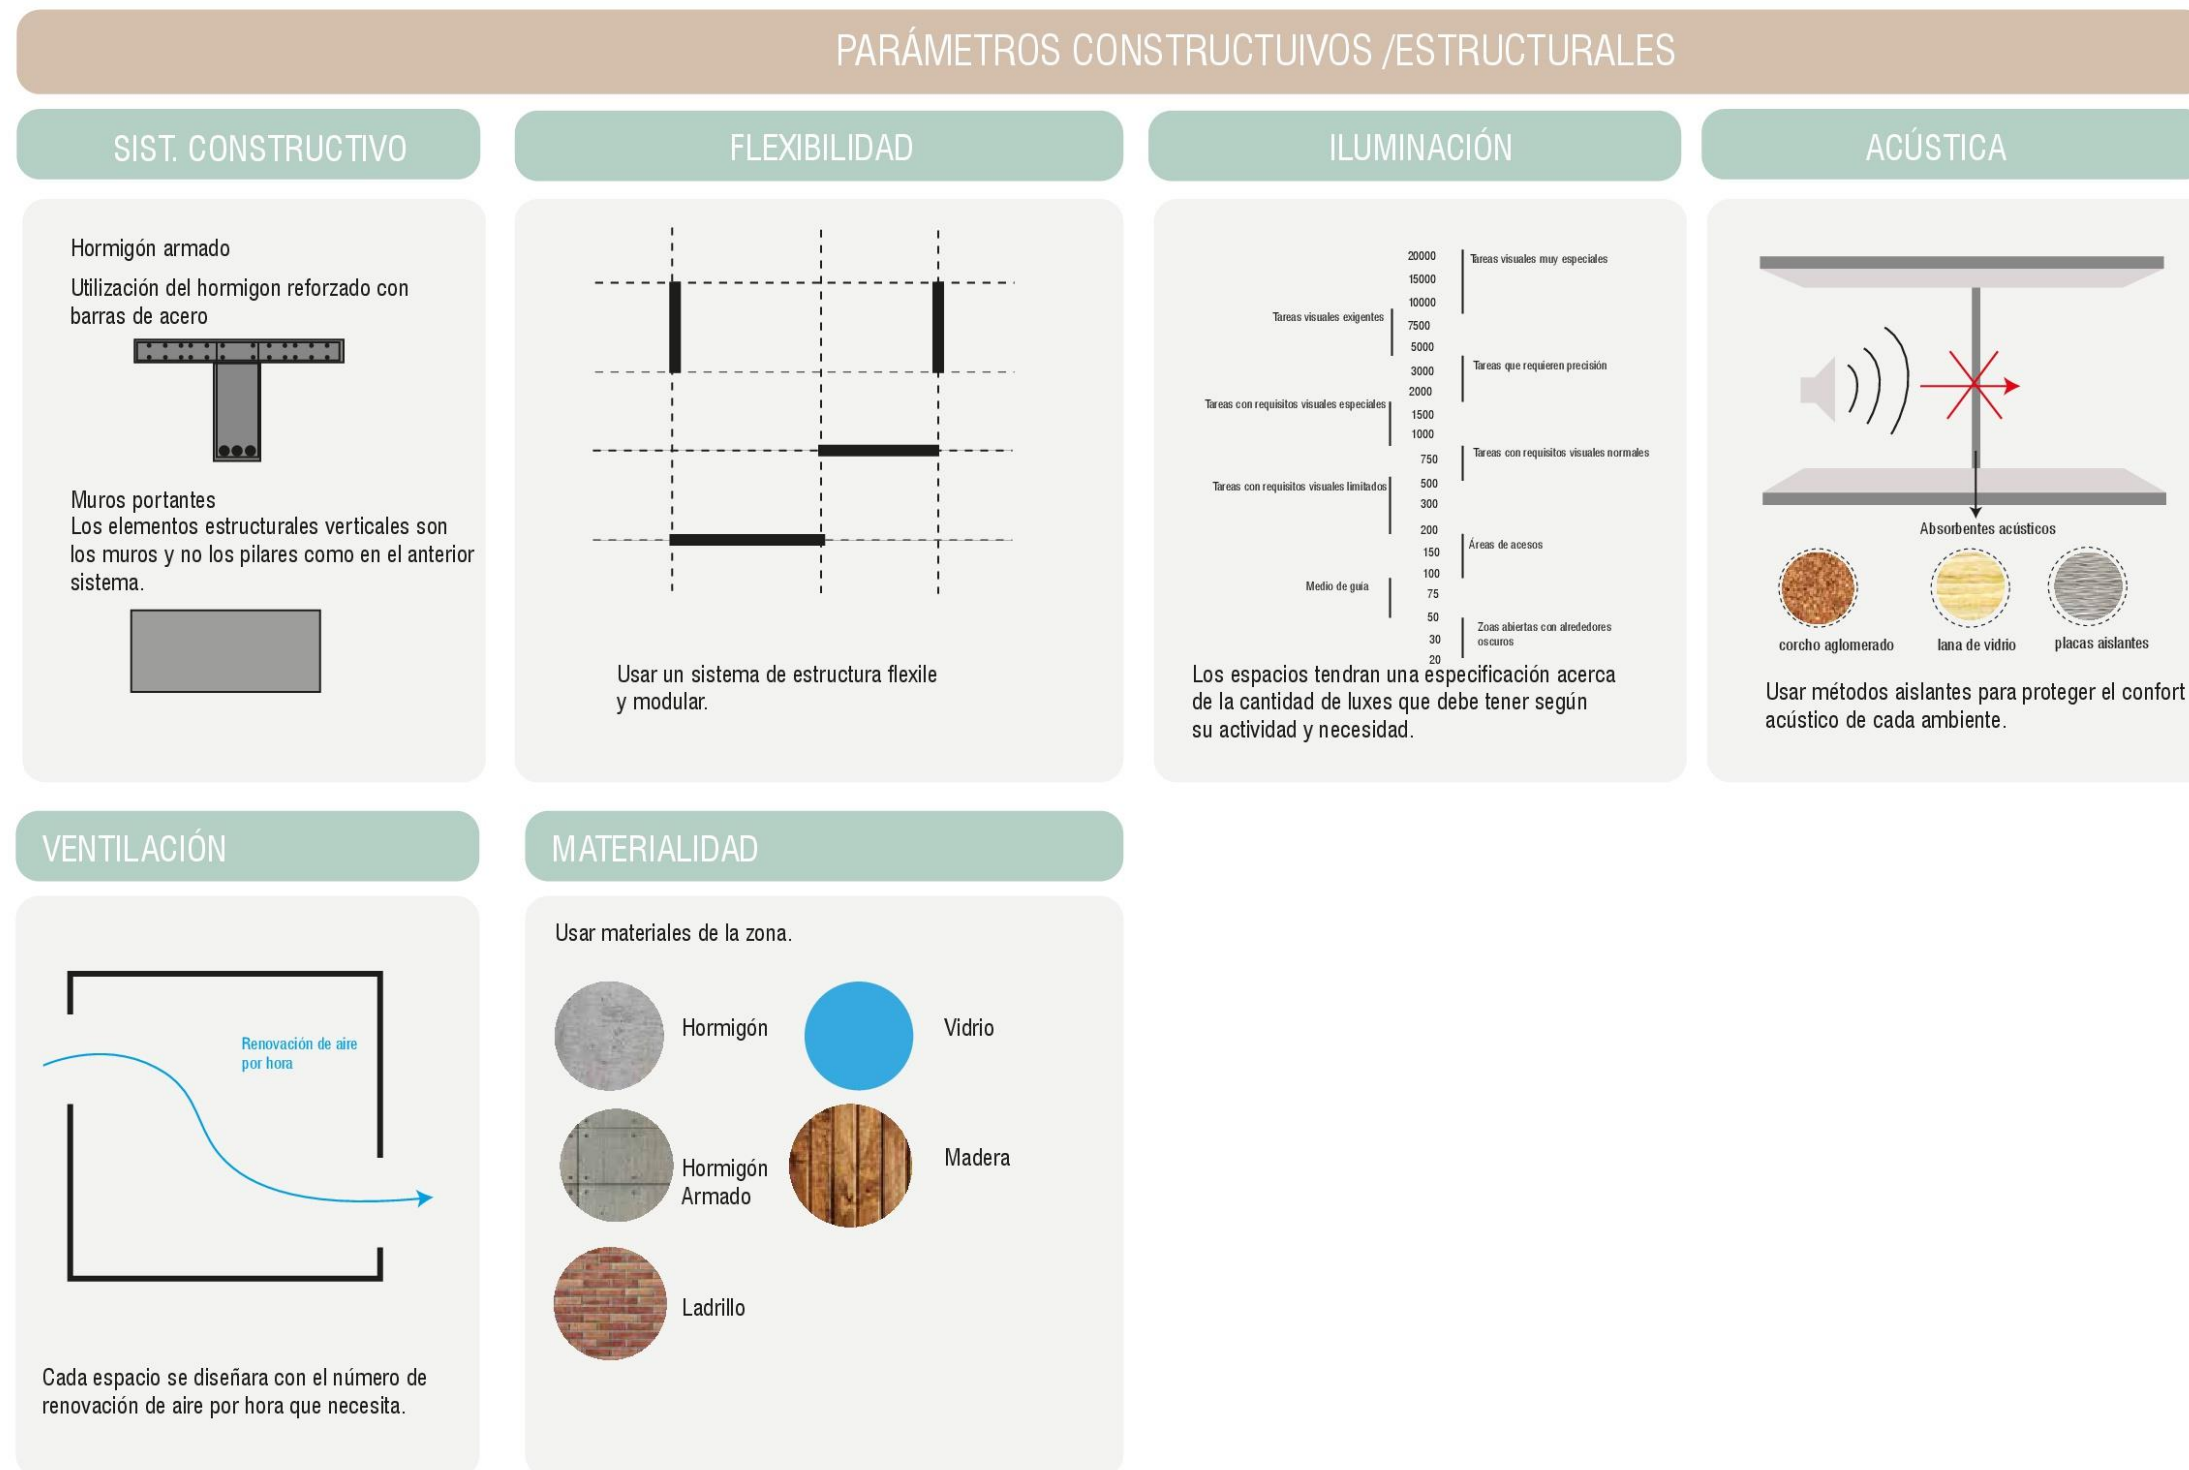 PARÁMETROS CONSTRUCTUIVOS /ESTRUCTURALES
SIST. CONSTRUCTIVO
Hormigón armado
Utilización del hormigon reforzado con
barras de acero
Muros portantes
Los elementos estructurales verticales son
los muros y no los pilares como en el anterior
sistema.
FLEXIBILIDAD
Usar un sistema de estructura flexile
y modular.
ILUMINACIÓN
20000
Tareas visuales muy especiales
15000
10000
Tareas visuales exigentes
7500
5000
3000
Tareas que requieren precisión
2000
Tareas con requisitos visuales especiales
1500
1000
750
Tareas con requisitos visuales normales
500
Tareas con requisitos visuales limitados
300
200
150
Áreas de acesos
100
75
Medio de guia
50
30
Zoas abiertas con alrededores
oscuros
20
Los espacios tendran una especificación acerca
de la cantidad de luxes que debe tener según
su actividad y necesidad.
ACÚSTICA
Absorbentes acústicos
corcho aglomerado
lana de vidrio
placas aislantes
Usar métodos aislantes para proteger el confort
acústico de cada ambiente.
VENTILACIÓN
Renovación de aire
por hora
Cada espacio se diseñara con el número de
renovación de aire por hora que necesita.
MATERIALIDAD
Usar materiales de la zona.
Hormigón
Vidrio
Hormigón
Armado
Madera
Ladrillo